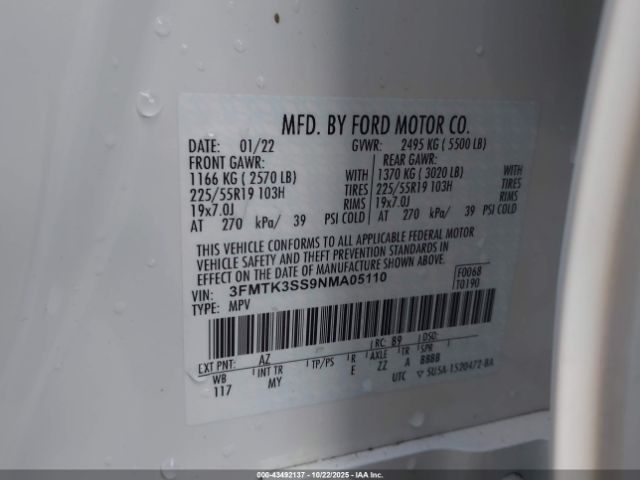 MFD. BY FORD MOTOR CO.
DATE: 01/22 GVWR: 2495 KG ( 5500 LB)
FRONT GAWR: REAR GAWR:
1166 KG ( 2570 LB) WITH 1370 KG ( 3020 LB) WITH
225/55R19 103H TIRES 225/55R19 103H TIRES
19x7.0J RIMS 19x7.0J RIMS
AT 270 kPa/ 39 PSI COLD AT 270 kPa/ 39 PSI COLD
THIS VEHICLE CONFORMS TO ALL APPLICABLE FEDERAL MOTOR
VEHICLE SAFETY AND THEFT PREVENTION STANDARDS IN
EFFECT ON THE DATE OF MANUFACTURE SHOWN ABOVE.
VIN: 3FMTK3SS9NMA05110 F0068
TYPE: MPV T0190
EXT PNT: AZ RC: 89 DSO:
WB INT TR TP/PS R AXLE TR SPR
117 MY E ZZ A BBBB
UTC 5U5A-1520472-BA
000-43492137 - 10/22/2025 - IAA Inc.